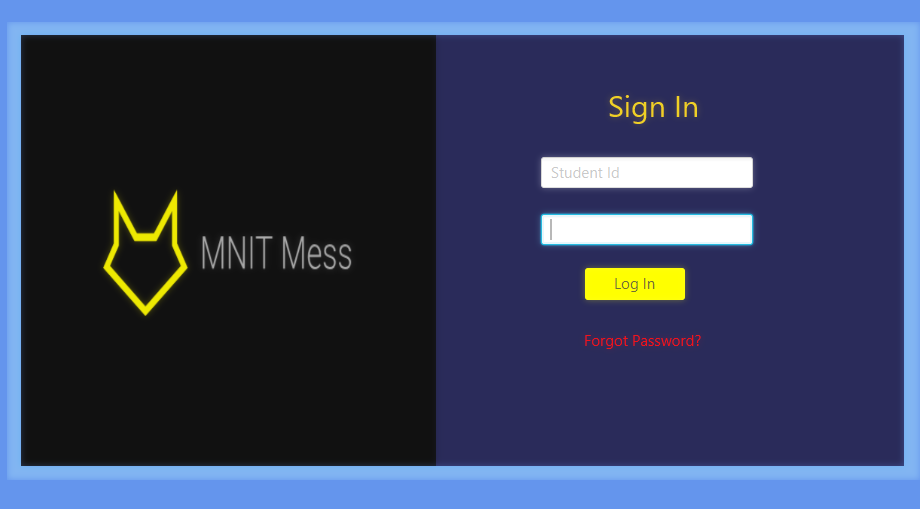 Sign In
Student Id
MNIT Mess
Log In
Forgot Password?